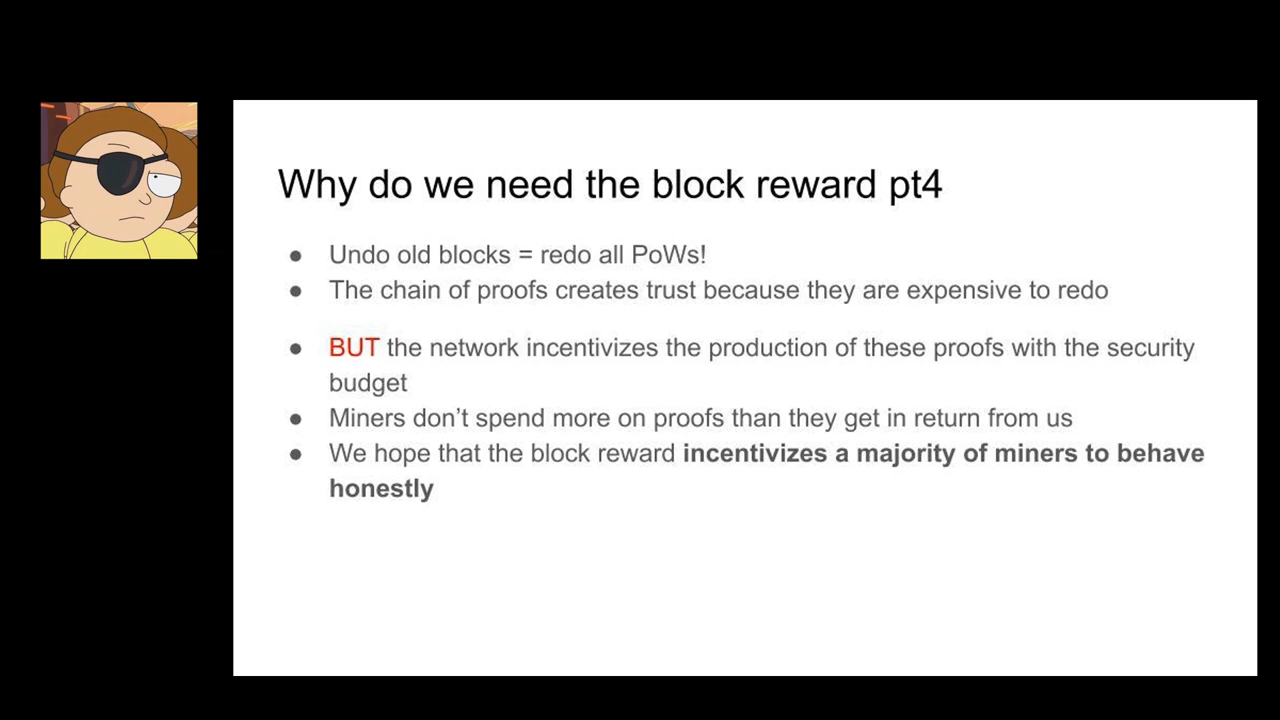 Why do we need the block reward pt4
● Undo old blocks = redo all PoWs!
● The chain of proofs creates trust because they are expensive to redo
● BUT the network incentivizes the production of these proofs with the security
budget
● Miners don’t spend more on proofs than they get in return from us
● We hope that the block reward incentivizes a majority of miners to behave
honestly